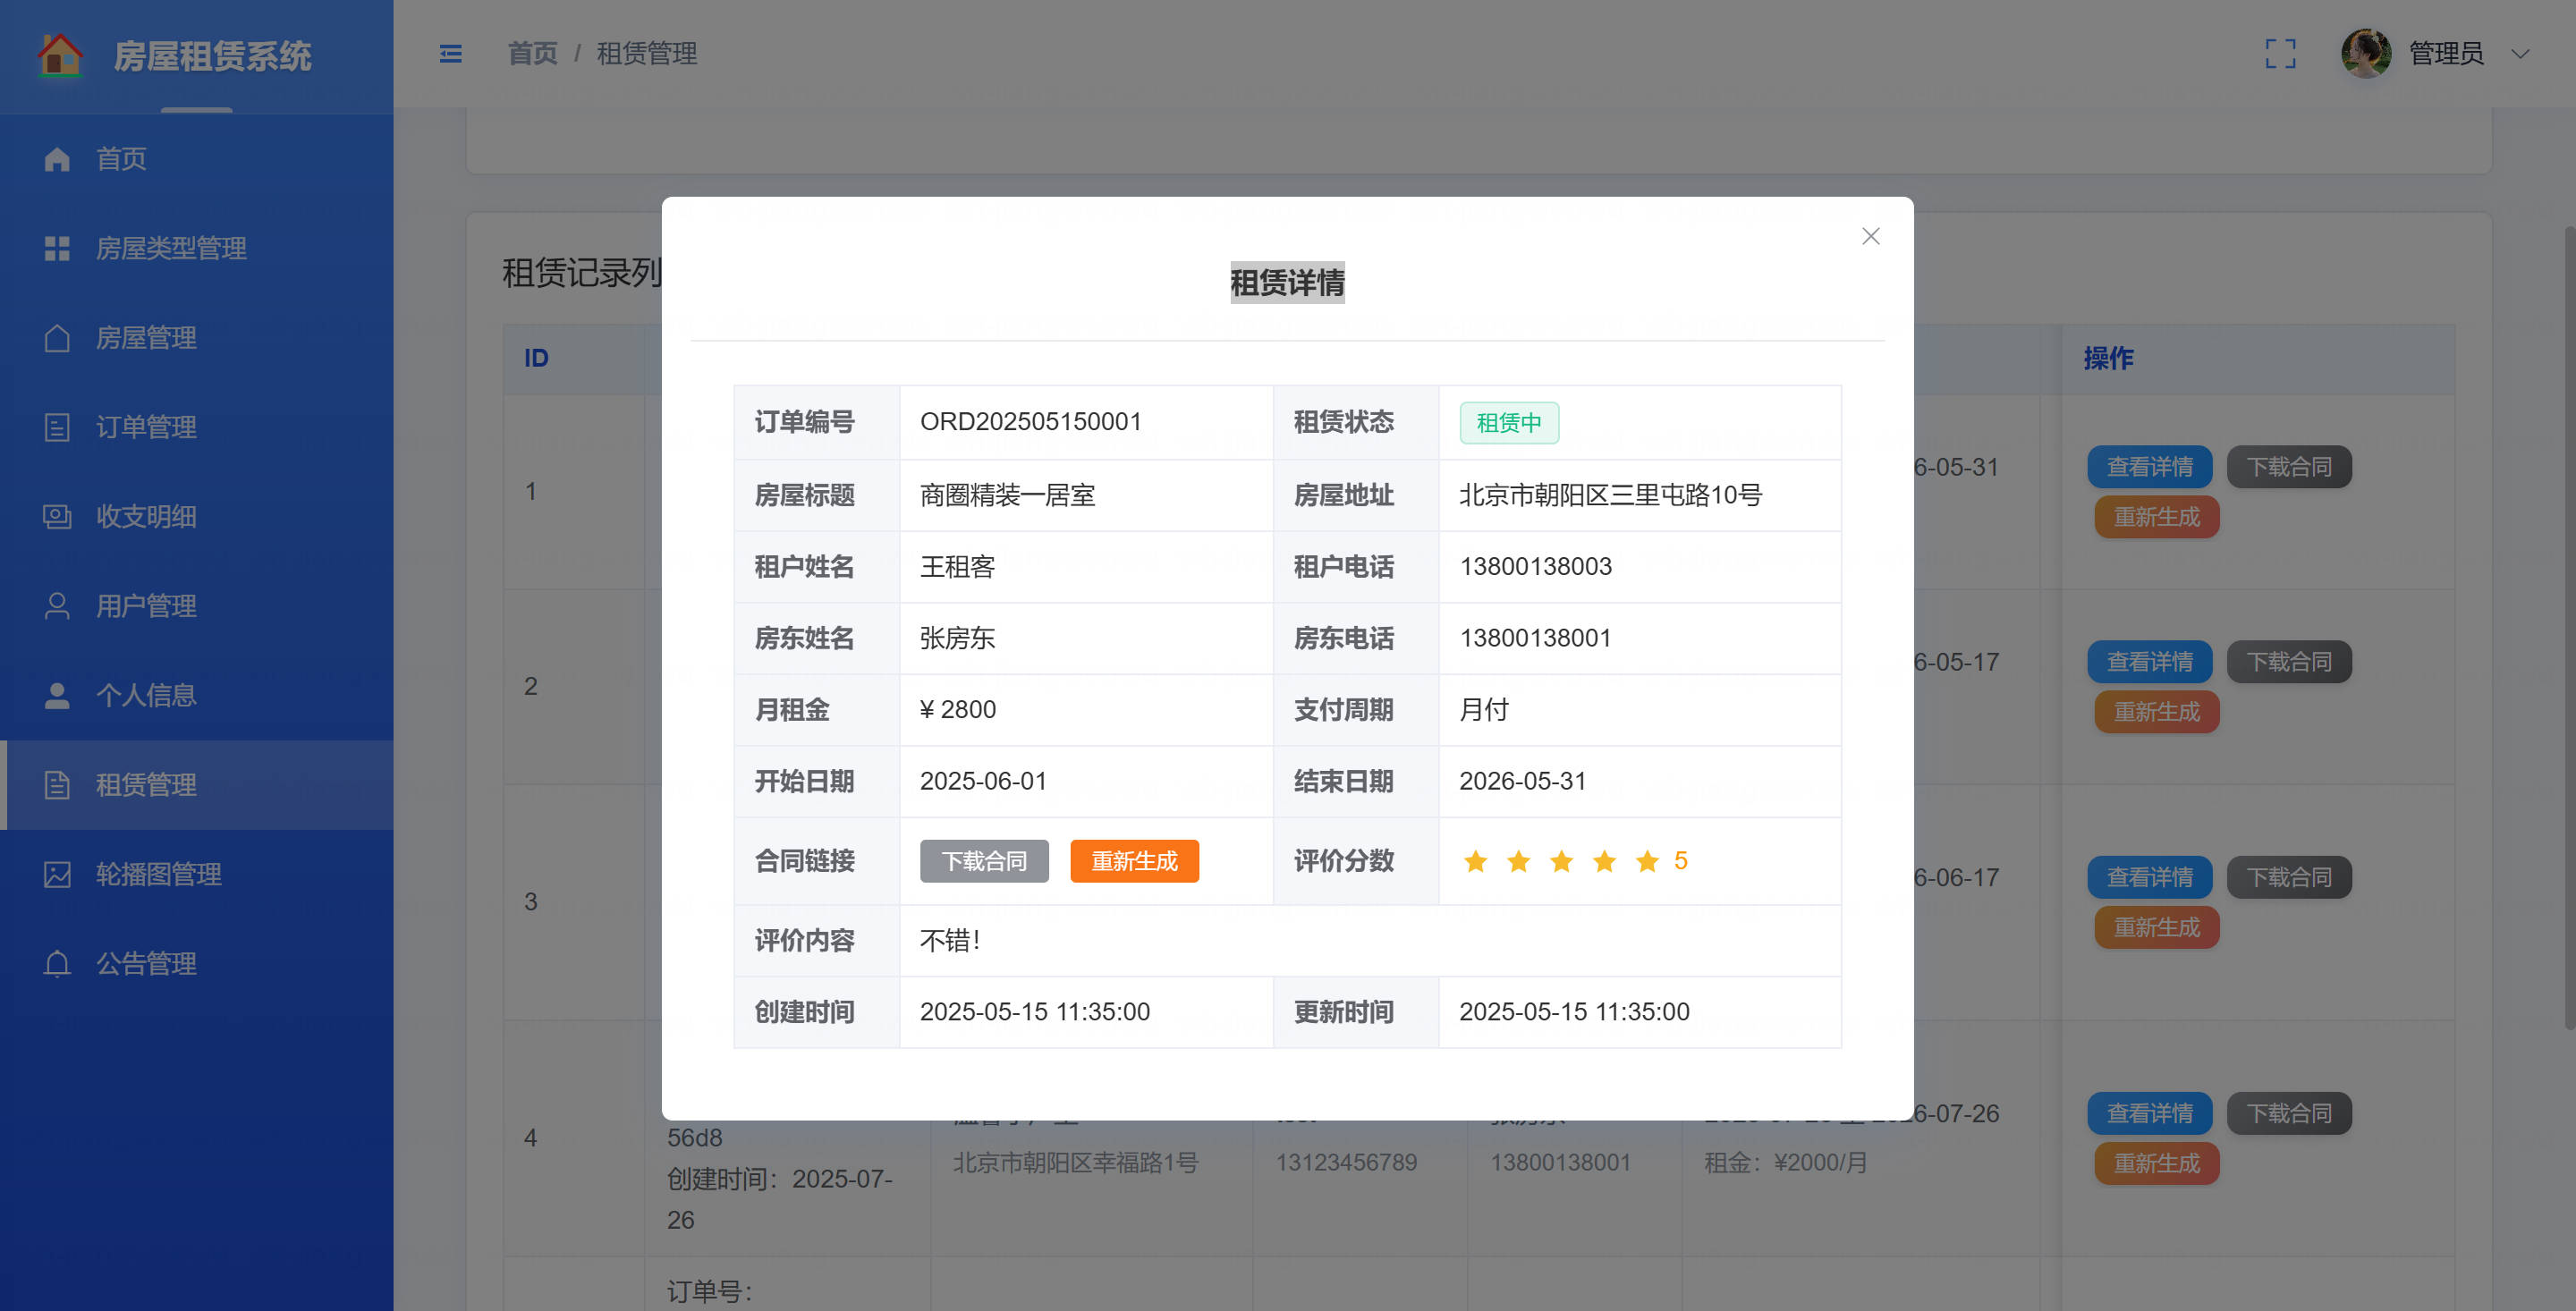 房屋租赁系统
首页 / 租赁管理
管理员
首页
房屋类型管理
房屋管理
订单管理
收支明细
用户管理
个人信息
租赁管理
轮播图管理
公告管理
租赁记录列
ID
操作
1
6-05-31
查看详情 下载合同
重新生成
2
6-05-17
查看详情 下载合同
重新生成
3
6-06-17
查看详情 下载合同
重新生成
4
56d8
创建时间：2025-07-
26
北京市朝阳区幸福路1号
13123456789
13800138001
租金：¥2000/月
6-07-26
查看详情 下载合同
重新生成
订单号：
租赁详情
订单编号 ORD202505150001 租赁状态 租赁中
房屋标题 商圈精装一居室 房屋地址 北京市朝阳区三里屯路10号
租户姓名 王租客 租户电话 13800138003
房东姓名 张房东 房东电话 13800138001
月租金 ¥ 2800 支付周期 月付
开始日期 2025-06-01 结束日期 2026-05-31
合同链接 下载合同 重新生成 评价分数 5
评价内容 不错！
创建时间 2025-05-15 11:35:00 更新时间 2025-05-15 11:35:00